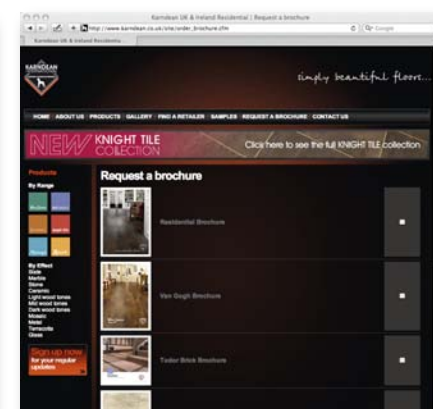 Karndean UK & Ireland Residential | Request a brochure
http://www.karndean.co.uk/site/order_brochure.cfm
Google
Karndean UK & Ireland Residentia...
KARNDEAN
simply beautiful floors...
HOME ABOUT US PRODUCTS GALLERY FIND A RETAILER SAMPLES REQUEST A BROCHURE CONTACT US
NEW KNIGHT TILE COLLECTION
Click here to see the full KNIGHT TILE collection
Products
By Range
Request a brochure
Residential Brochure
Van Gogh Brochure
Tudor Brick Brochure
By Effect
Slate
Marble
Stone
Ceramic
Light wood tones
Mid wood tones
Dark wood tones
Mosaic
Metal
Terracotta
Glass
Sign up now
for your regular
updates